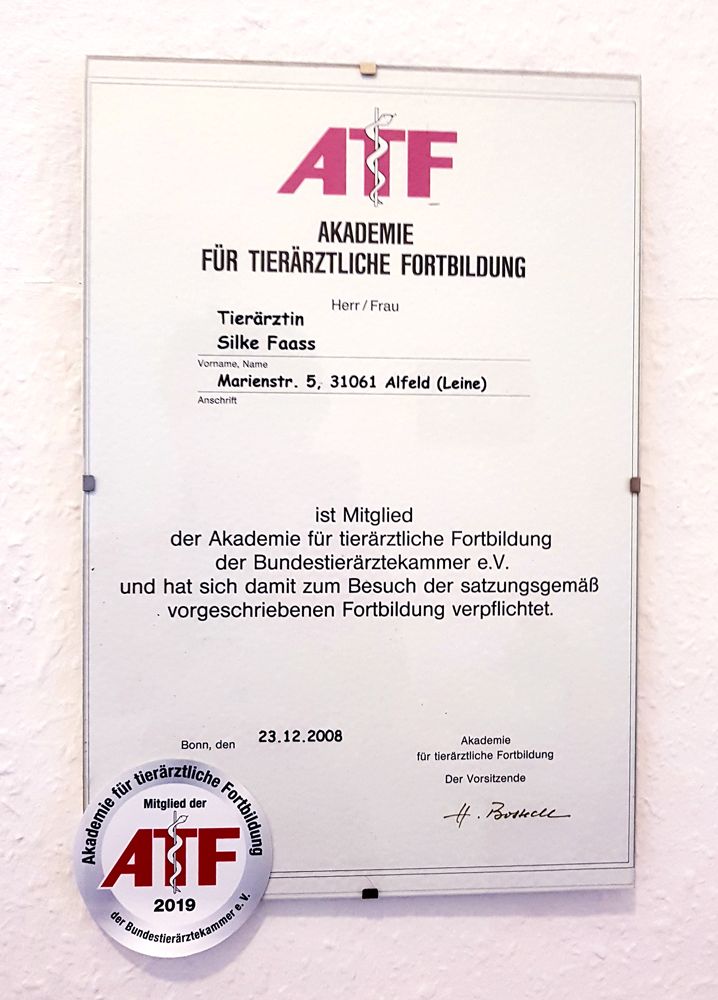 ATF
AKADEMIE
FÜR TIERÄRZTLICHE FORTBILDUNG
Herr/Frau
Tierärztin
Silke Faass
Vorname, Name
Marienstr. 5, 31061 Alfeld (Leine)
Anschrift
ist Mitglied
der Akademie für tierärztliche Fortbildung
der Bundestierärztekammer e.V.
und hat sich damit zum Besuch der satzungsgemäß
vorgeschriebenen Fortbildung verpflichtet.
Bonn, den 23.12.2008
Akademie
für tierärztliche Fortbildung
Der Vorsitzende
H.
Akademie für tierärztliche Fortbildung
Mitglied der
ATF
2019
der Bundestierärztekammer e. V.